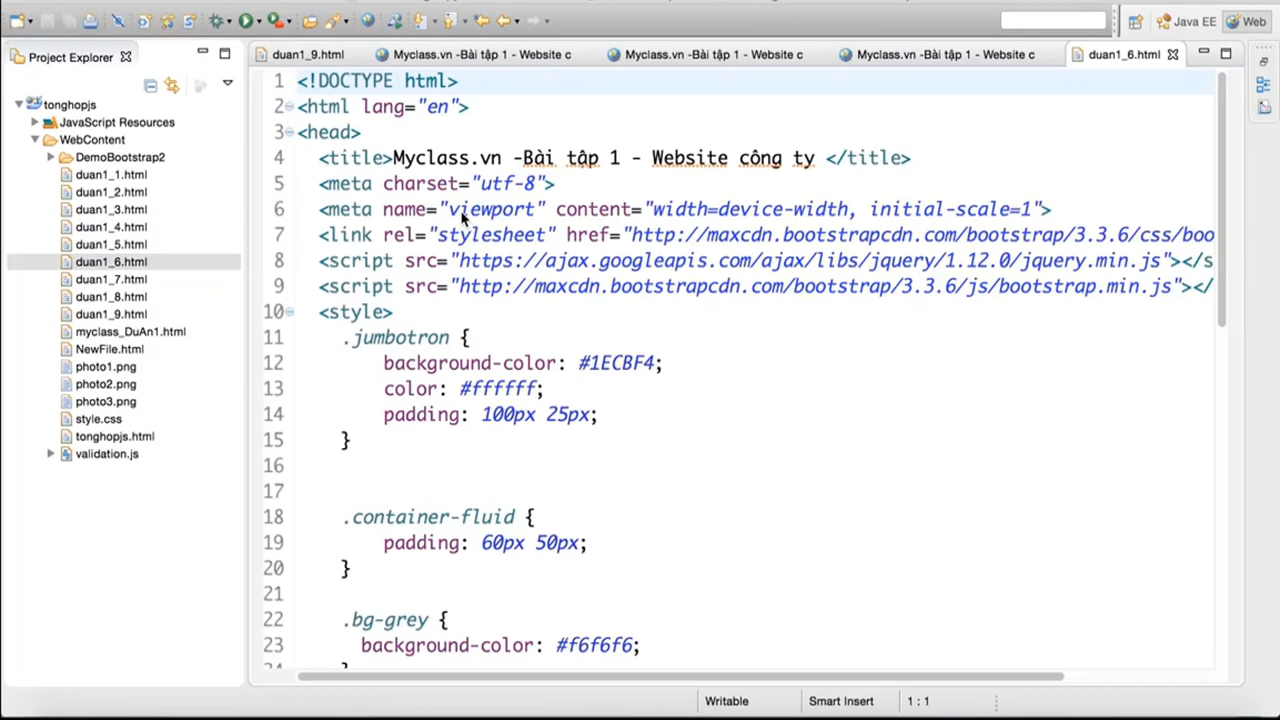 Java EE
Web
Project Explorer
duan1_9.html
Myclass.vn -Bài tập 1 - Website c
Myclass.vn -Bài tập 1 - Website c
Myclass.vn -Bài tập 1 - Website c
duan1_6.html
tonghopjs
JavaScript Resources
WebContent
DemoBootstrap2
duan1_1.html
duan1_2.html
duan1_3.html
duan1_4.html
duan1_5.html
duan1_6.html
duan1_7.html
duan1_8.html
duan1_9.html
myclass_DuAn1.html
NewFile.html
photo1.png
photo2.png
photo3.png
style.css
tonghopjs.html
validation.js
1 <!DOCTYPE html>
2 <html lang="en">
3 <head>
4 <title>Myclass.vn -Bài tập 1 - Website công ty </title>
5 <meta charset="utf-8">
6 <meta name="viewport" content="width=device-width, initial-scale=1">
7 <link rel="stylesheet" href="http://maxcdn.bootstrapcdn.com/bootstrap/3.3.6/css/boo
8 <script src="https://ajax.googleapis.com/ajax/libs/jquery/1.12.0/jquery.min.js"></s
9 <script src="http://maxcdn.bootstrapcdn.com/bootstrap/3.3.6/js/bootstrap.min.js"></
10 <style>
11 .jumbotron {
12 background-color: #1ECBF4;
13 color: #ffffff;
14 padding: 100px 25px;
15 }
16
17
18 .container-fluid {
19 padding: 60px 50px;
20 }
21
22 .bg-grey {
23 background-color: #f6f6f6;
Writable
Smart Insert
1 : 1